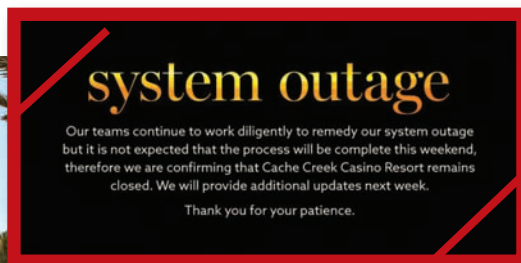 system outage
Our teams continue to work diligently to remedy our system outage
but it is not expected that the process will be complete this weekend,
therefore we are confirming that Cache Creek Casino Resort remains
closed. We will provide additional updates next week.
Thank you for your patience.